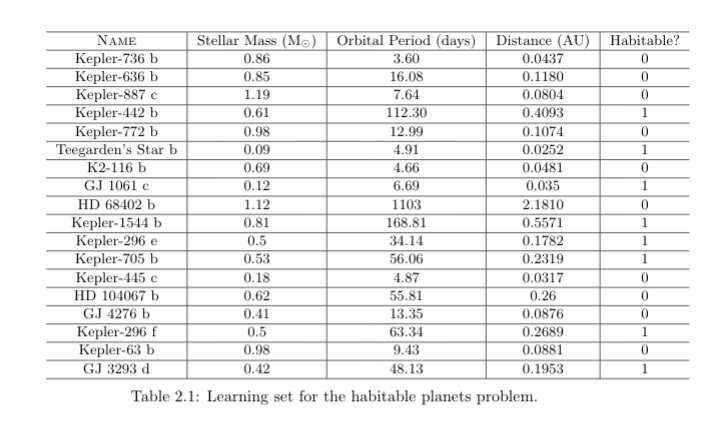 NAME Stellar Mass (M☉) Orbital Period (days) Distance (AU) Habitable?
Kepler-736 b 0.86 3.60 0.0437 0
Kepler-636 b 0.85 16.08 0.1180 0
Kepler-887 c 1.19 7.64 0.0804 0
Kepler-442 b 0.61 112.30 0.4093 1
Kepler-772 b 0.98 12.99 0.1074 0
Teegarden's Star b 0.09 4.91 0.0252 1
K2-116 b 0.69 4.66 0.0481 0
GJ 1061 c 0.12 6.69 0.035 1
HD 68402 b 1.12 1103 2.1810 0
Kepler-1544 b 0.81 168.81 0.5571 1
Kepler-296 e 0.5 34.14 0.1782 1
Kepler-705 b 0.53 56.06 0.2319 1
Kepler-445 c 0.18 4.87 0.0317 0
HD 104067 b 0.62 55.81 0.26 0
GJ 4276 b 0.41 13.35 0.0876 0
Kepler-296 f 0.5 63.34 0.2689 1
Kepler-63 b 0.98 9.43 0.0881 0
GJ 3293 d 0.42 48.13 0.1953 1
Table 2.1: Learning set for the habitable planets problem.